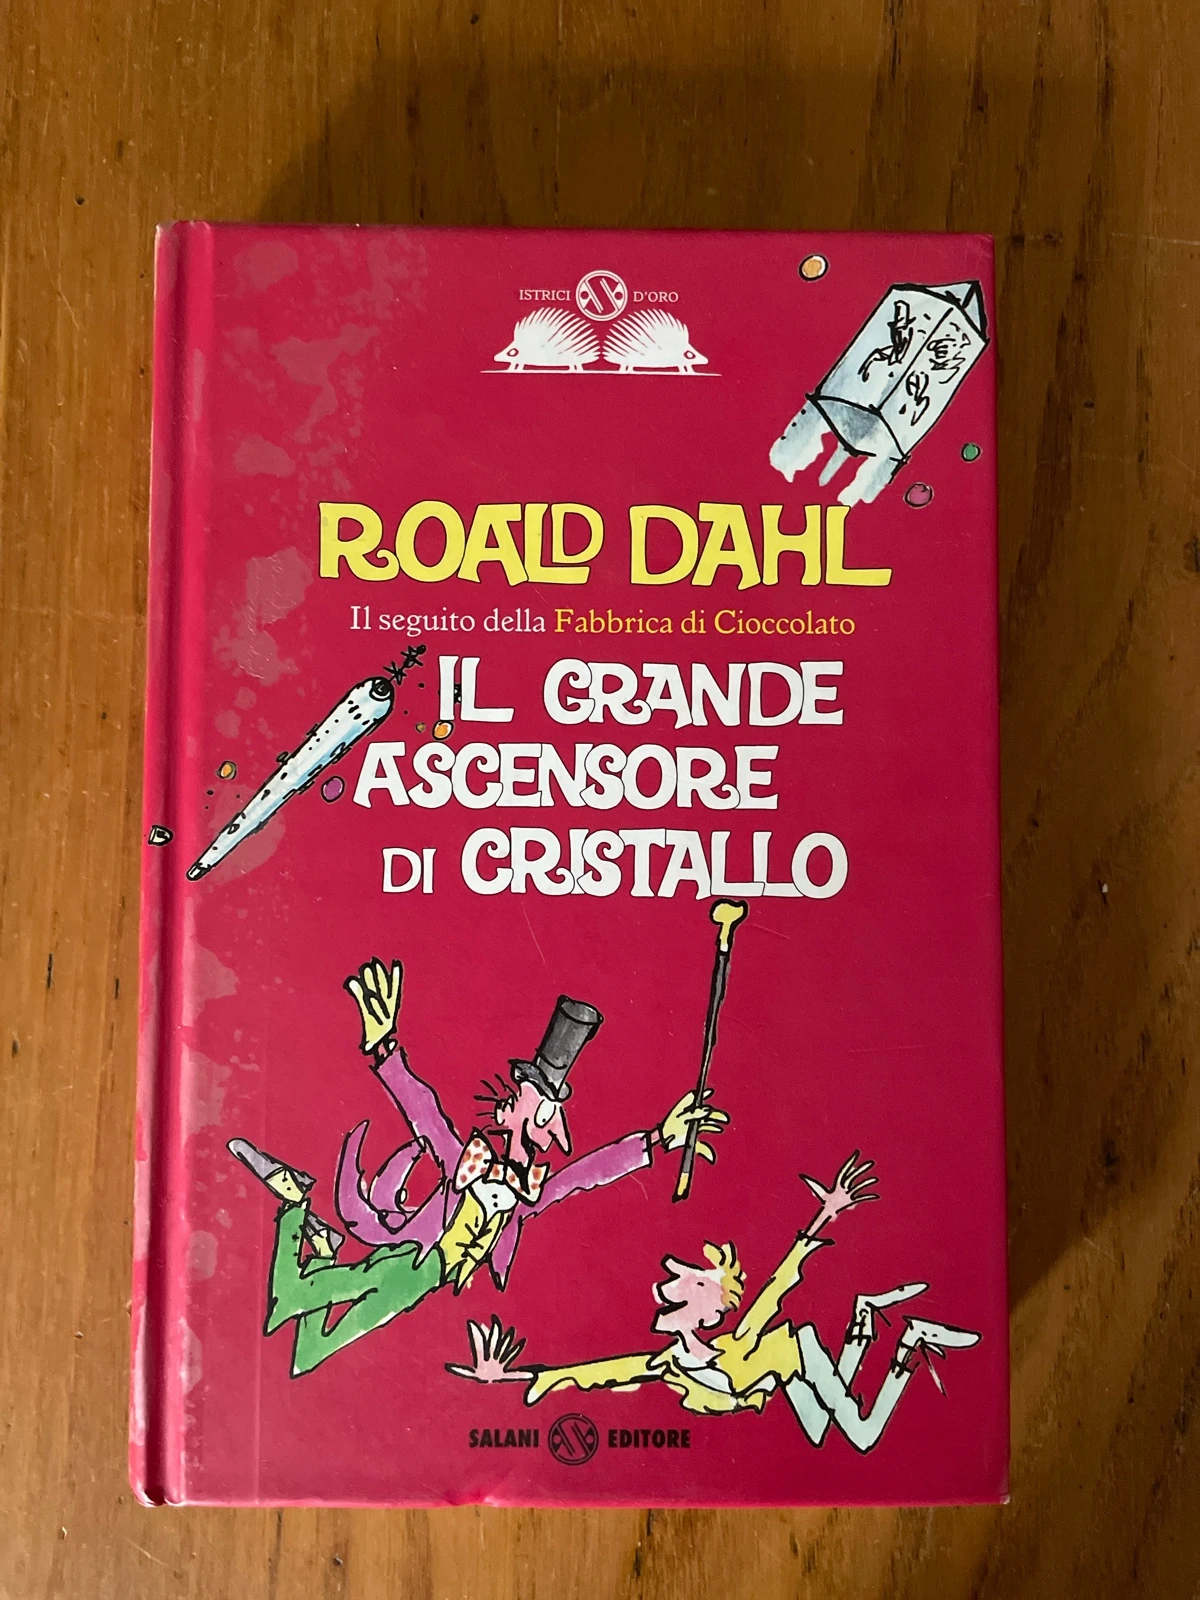 ISTRICI D'ORO
ROALD DAHL
Il seguito della Fabbrica di Cioccolato
IL GRANDE
ASCENSORE
DI CRISTALLO
SALANI EDITORE